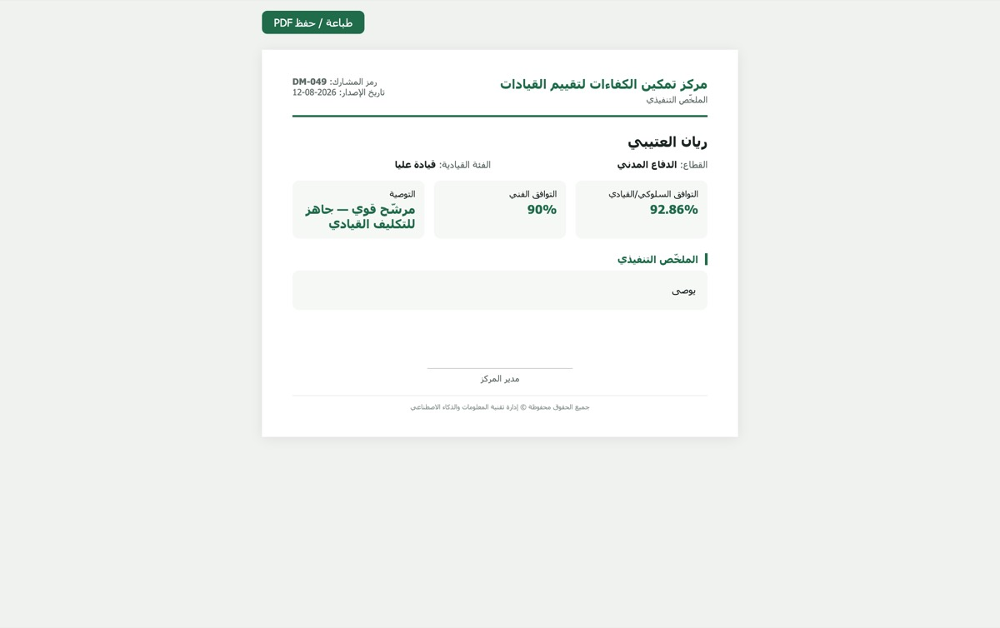 طباعة / حفظ PDF
مركز تمكين الكفاءات لتقييم القيادات
الملخّص التنفيذي
رمز المشارك: DM-049
تاريخ الإصدار: 2026-08-12
ريان العتيبي
القطاع: الدفاع المدني
الفئة القيادية: قيادة عليا
التوافق السلوكي/القيادي
92.86%
التوافق الفني
90%
التوصية
مرشّح قوي — جاهز
للتكليف القيادي
الملخّص التنفيذي
يوصى
مدير المركز
جميع الحقوق محفوظة © إدارة تقنية المعلومات والذكاء الاصطناعي